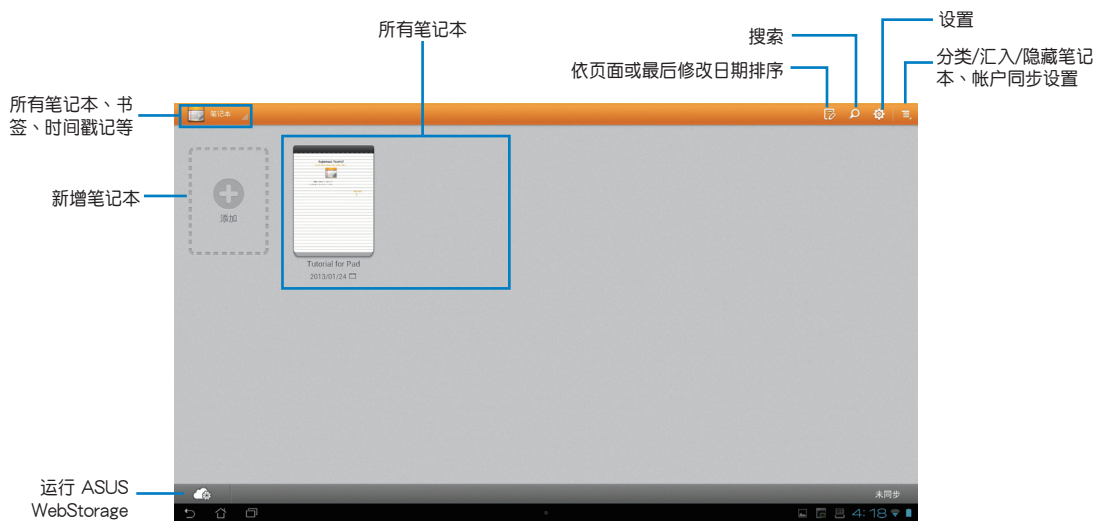 所有笔记本
设置
搜索
依页面或最后修改日期排序
分类/汇入/隐藏笔记
本、帐户同步设置
所有笔记本、书
签、时间戳记等
笔记本
新增笔记本
添加
Tutorial for Pad
2013/01/24
运行 ASUS
WebStorage
未同步
4:18